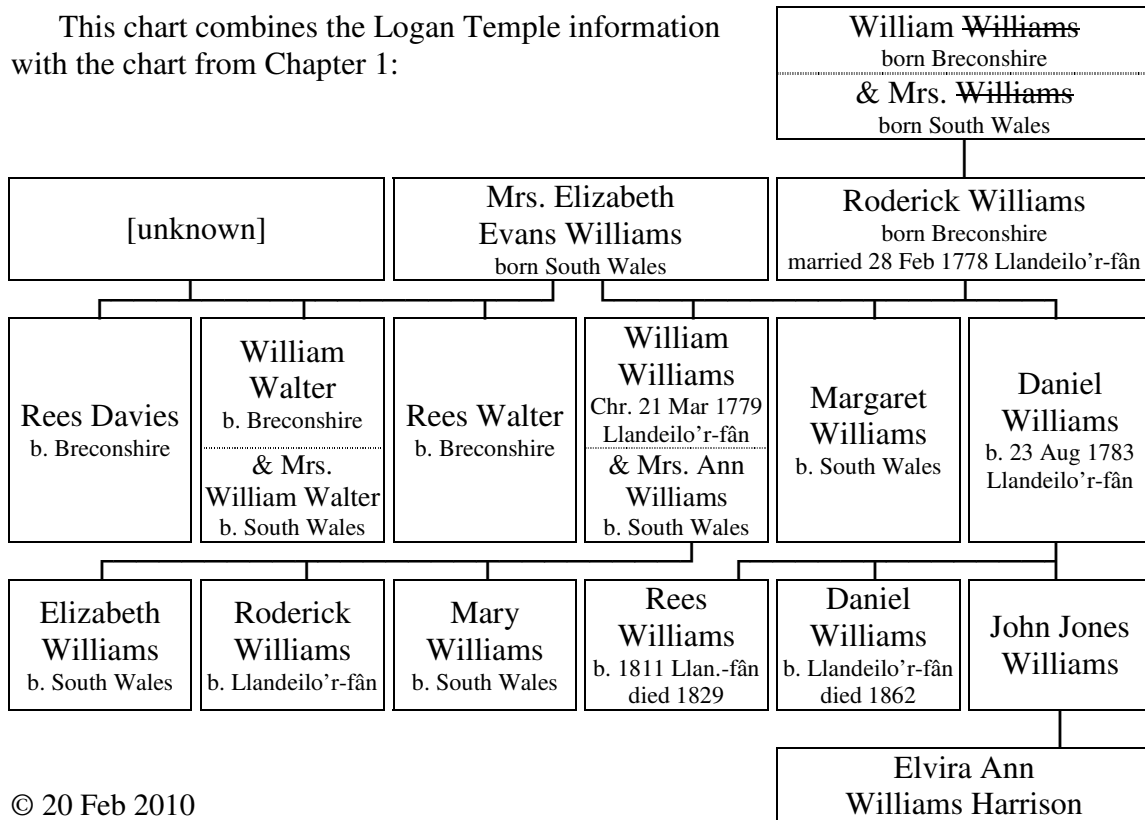 This chart combines the Logan Temple information
with the chart from Chapter 1:
William Williams
born Breconshire
& Mrs. Williams
born South Wales
[unknown]
Mrs. Elizabeth
Evans Williams
born South Wales
Roderick Williams
born Breconshire
married 28 Feb 1778 Llandeilo'r-fân
Rees Davies
b. Breconshire
William
Walter
b. Breconshire
& Mrs.
William Walter
b. South Wales
Rees Walter
b. Breconshire
William
Williams
Chr. 21 Mar 1779
Llandeilo'r-fân
& Mrs. Ann
Williams
b. South Wales
Margaret
Williams
b. South Wales
Daniel
Williams
b. 23 Aug 1783
Llandeilo'r-fân
Elizabeth
Williams
b. South Wales
Roderick
Williams
b. Llandeilo'r-fân
Mary
Williams
b. South Wales
Rees
Williams
b. 1811 Llan.-fân
died 1829
Daniel
Williams
b. Llandeilo'r-fân
died 1862
John Jones
Williams
Elvira Ann
Williams Harrison
© 20 Feb 2010